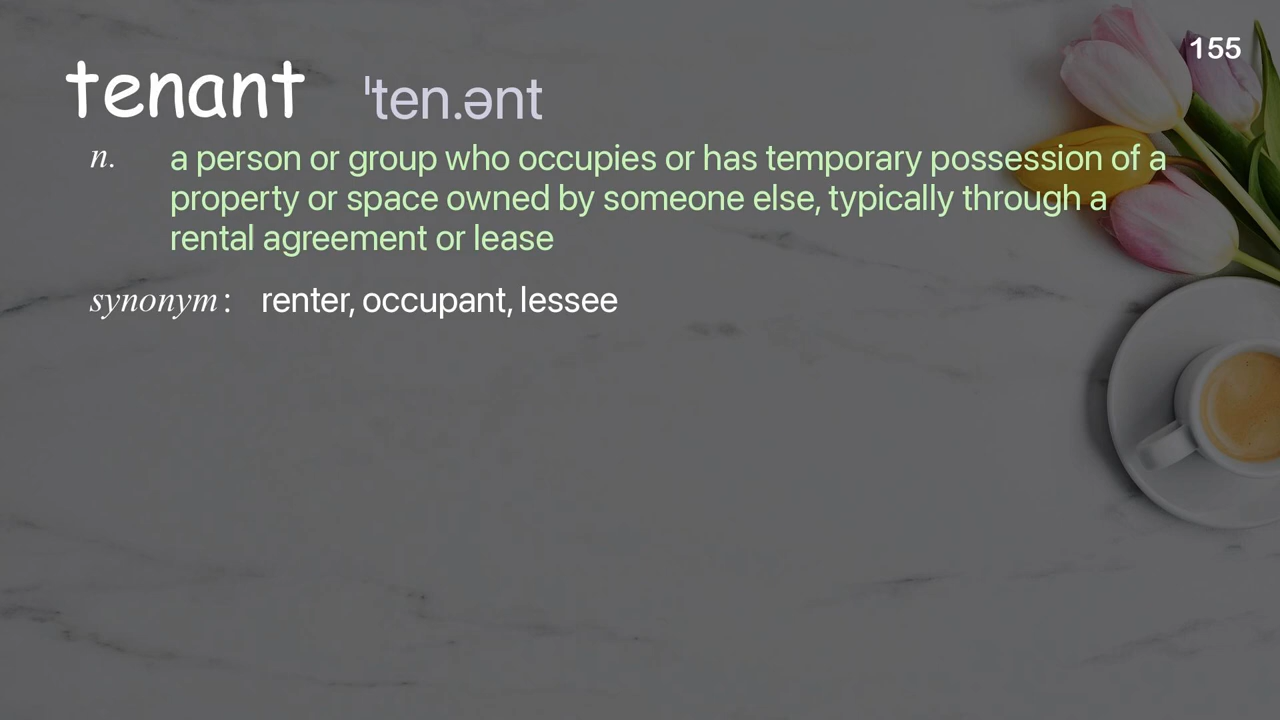 155
tenant ˈten.ənt
n. a person or group who occupies or has temporary possession of a
property or space owned by someone else, typically through a
rental agreement or lease
synonym: renter, occupant, lessee